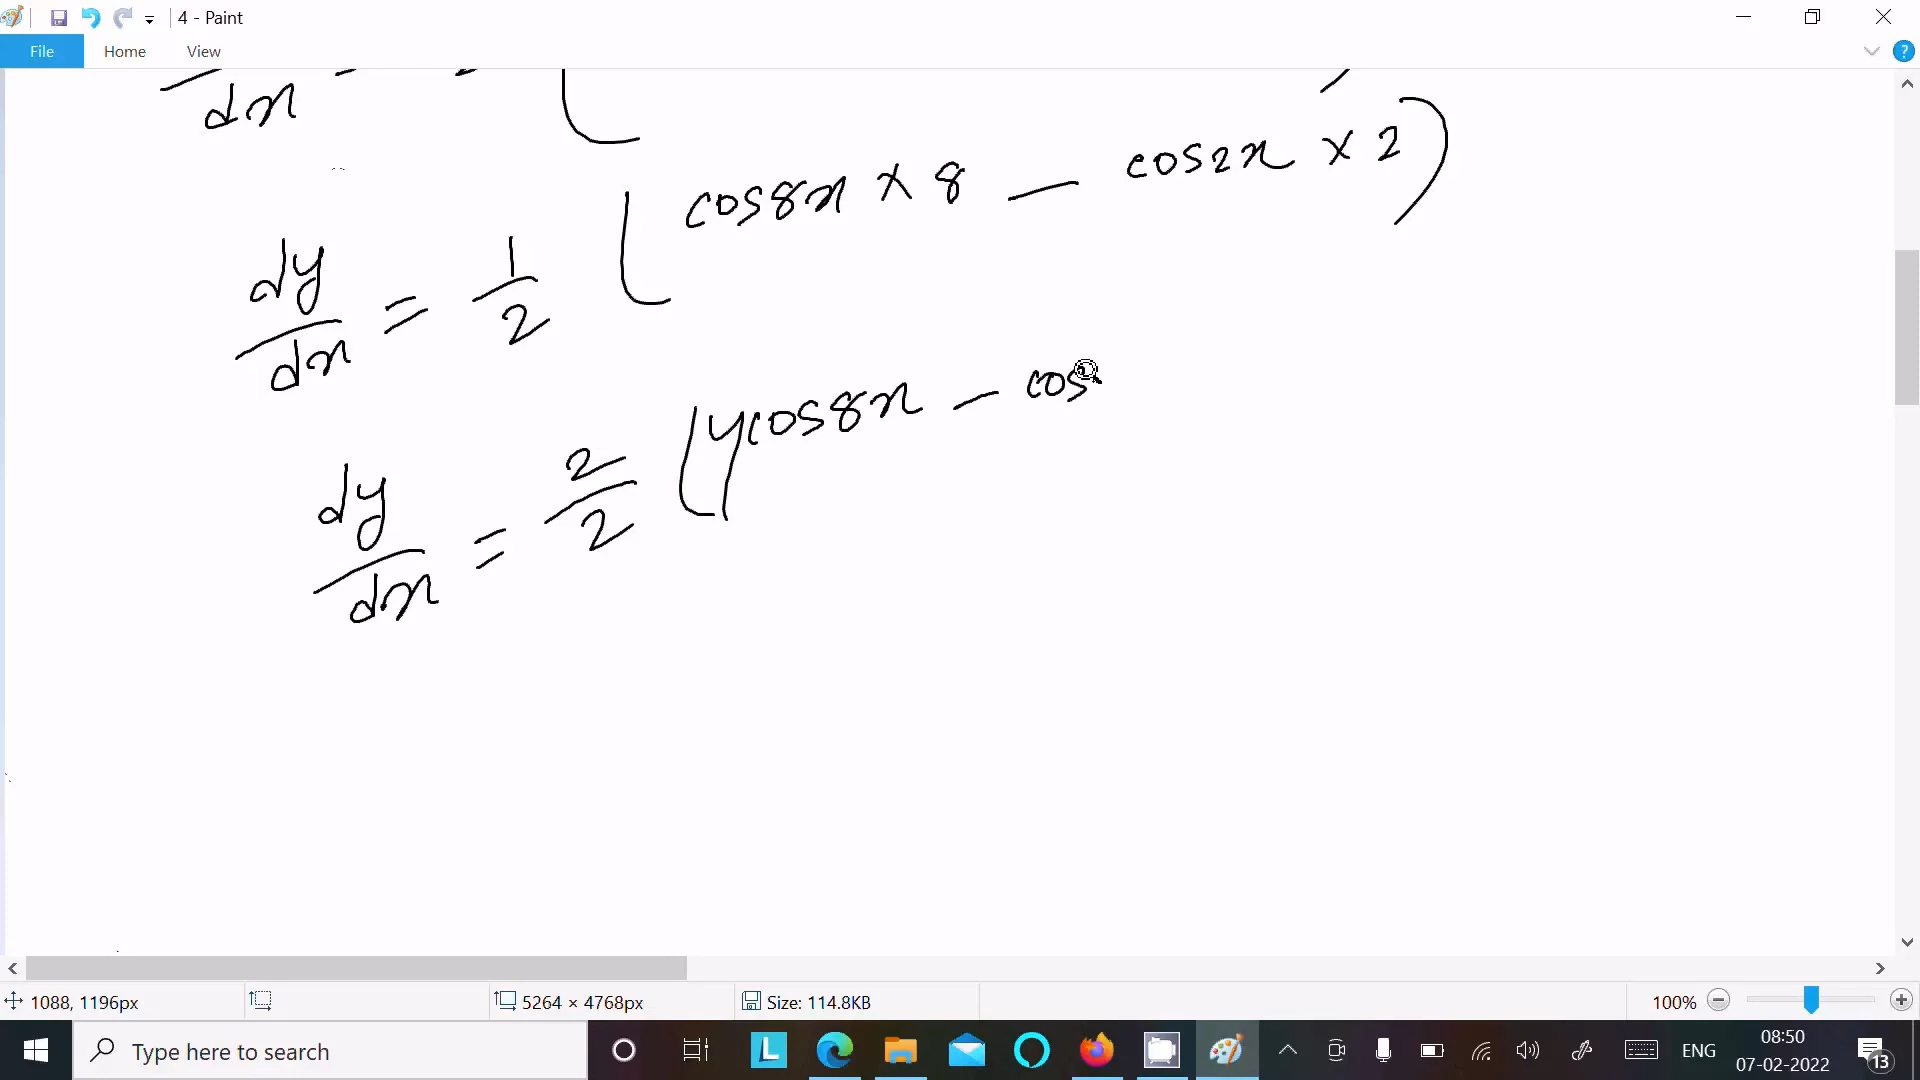 4 - Paint
File Home View
dx
dy/dx = 1/2 (cos8x × 8 — cos2x × 2)
dy/dx = 2/2 (4cos8x — cos
1088, 1196px 5264 × 4768px Size: 114.8KB 100%
Type here to search L ENG 08:50
07-02-2022 13